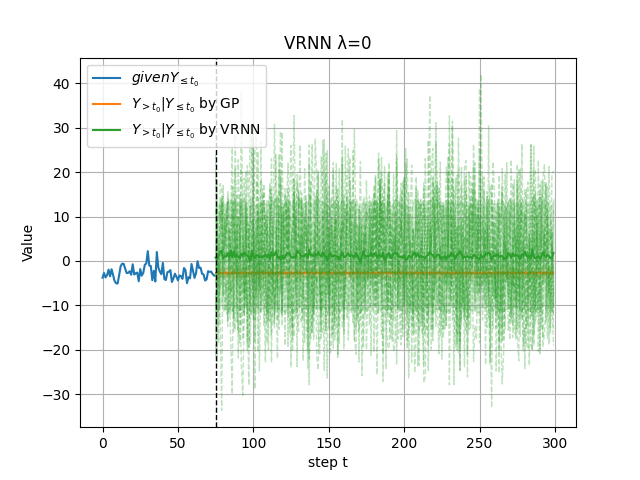 VRNN λ=0
givenY≤t₀
Y>t₀|Y≤t₀ by GP
Y>t₀|Y≤t₀ by VRNN
Value
40
30
20
10
0
−10
−20
−30
0 50 100 150 200 250 300
step t